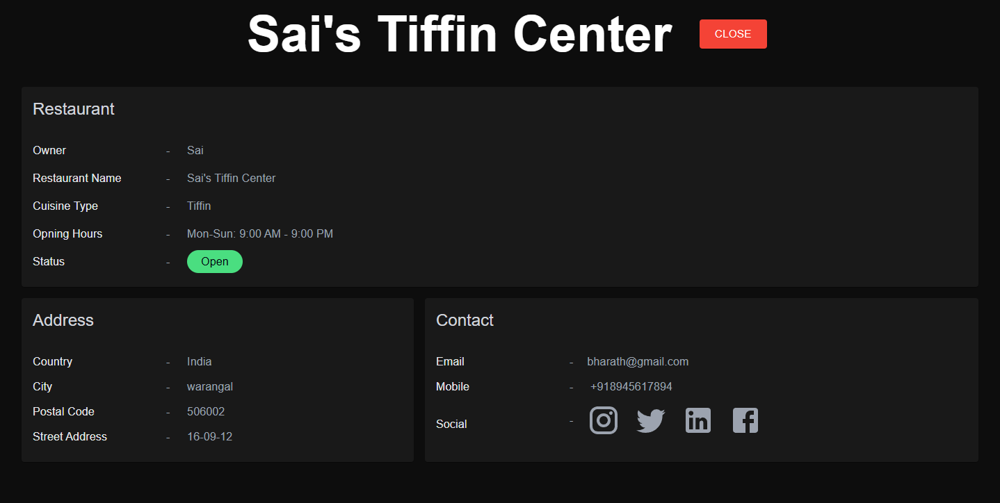 Sai's Tiffin Center CLOSE
Restaurant
Owner - Sai
Restaurant Name - Sai's Tiffin Center
Cuisine Type - Tiffin
Opning Hours - Mon-Sun: 9:00 AM - 9:00 PM
Status - Open
Address
Country - India
City - warangal
Postal Code - 506002
Street Address - 16-09-12
Contact
Email - bharath@gmail.com
Mobile - +918945617894
Social -